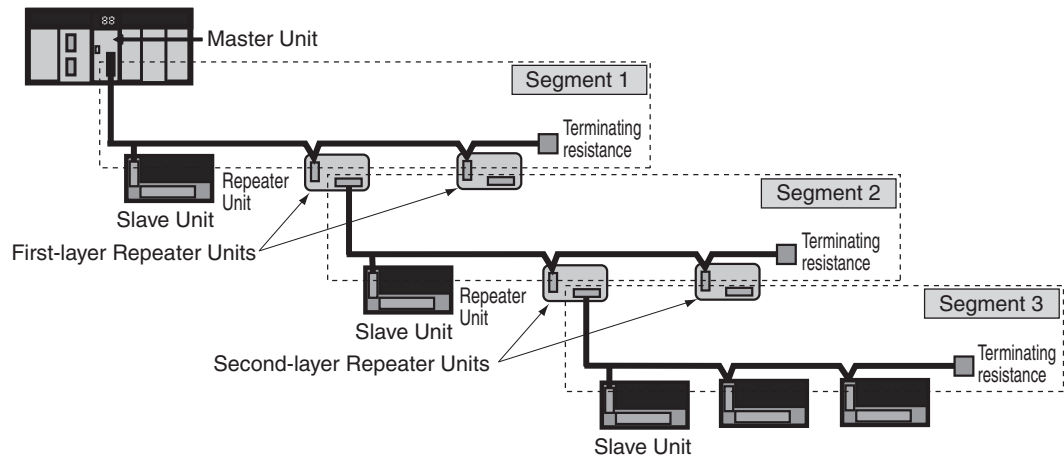 88
Master Unit
Segment 1
Terminating
resistance
Repeater
Unit
Slave Unit
Segment 2
First-layer Repeater Units
Terminating
resistance
Repeater
Unit
Slave Unit
Segment 3
Second-layer Repeater Units
Terminating
resistance
Slave Unit